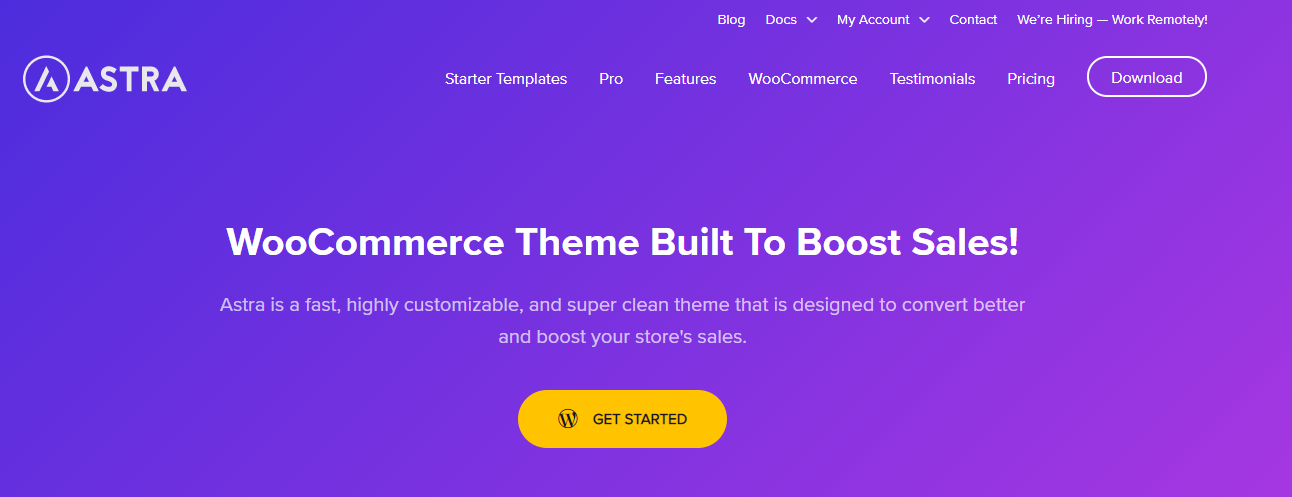 Blog Docs My Account Contact We're Hiring — Work Remotely!
ASTRA Starter Templates Pro Features WooCommerce Testimonials Pricing Download
WooCommerce Theme Built To Boost Sales!
Astra is a fast, highly customizable, and super clean theme that is designed to convert better
and boost your store's sales.
GET STARTED